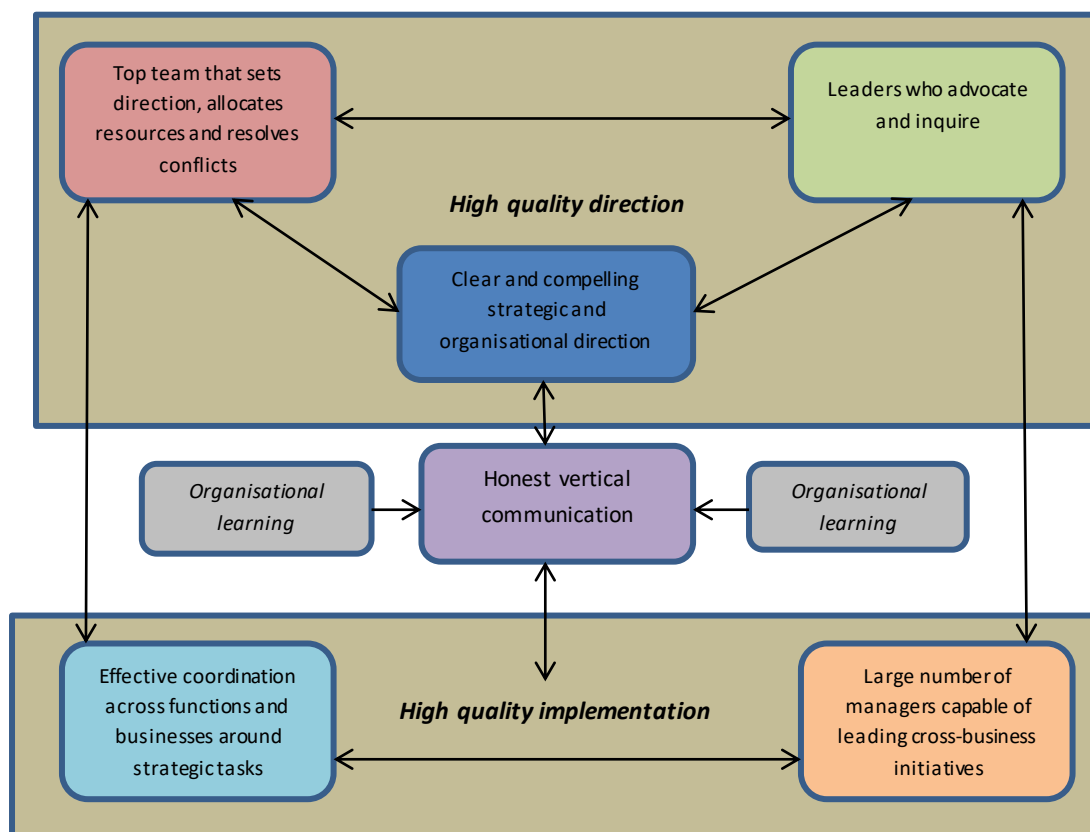 Top team that sets
direction, allocates
resources and resolves
conflicts
Leaders who advocate
and inquire
High quality direction
Clear and compelling
strategic and
organisational direction
Organisational
learning
Honest vertical
communication
Organisational
learning
Effective coordination
across functions and
businesses around
strategic tasks
High quality implementation
Large number of
managers capable of
leading cross-business
initiatives